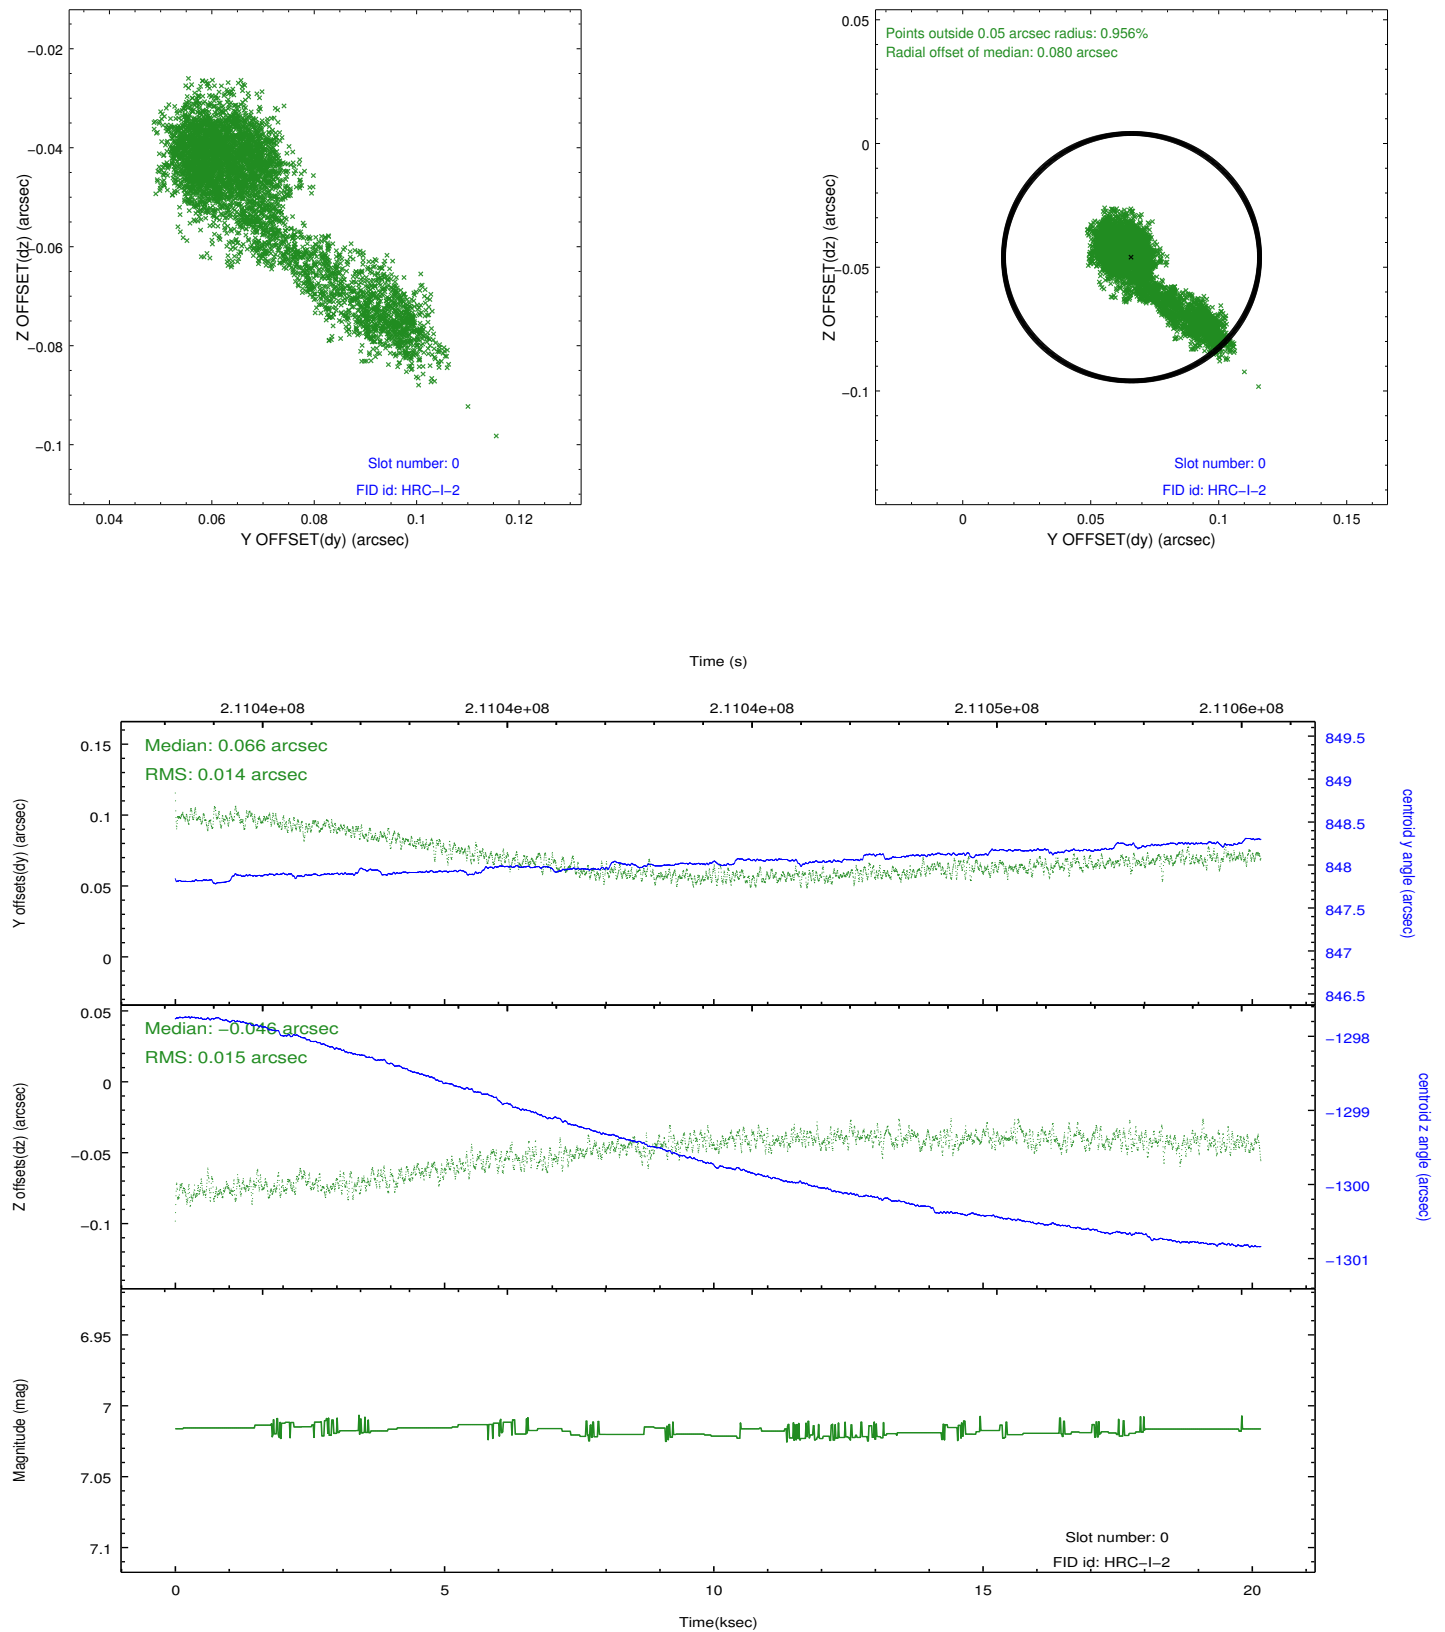 −0.02
−0.04
−0.06
−0.08
−0.1
Z OFFSET(dz) (arcsec)
Slot number: 0
FID id: HRC−I−2
0.04 0.06 0.08 0.1 0.12
Y OFFSET(dy) (arcsec)
Points outside 0.05 arcsec radius: 0.956%
Radial offset of median: 0.080 arcsec
0.05
0
−0.05
−0.1
Z OFFSET(dz) (arcsec)
Slot number: 0
FID id: HRC−I−2
0 0.05 0.1 0.15
Y OFFSET(dy) (arcsec)
Time (s)
2.1104e+08 2.1104e+08 2.1104e+08 2.1105e+08 2.1106e+08
Median: 0.066 arcsec
RMS: 0.014 arcsec
0.15
0.1
0.05
0
Y offsets(dy) (arcsec)
849.5
849
848.5
848
847.5
847
846.5
centroid y angle (arcsec)
Median: −0.046 arcsec
RMS: 0.015 arcsec
0.05
0
−0.05
−0.1
Z offsets(dz) (arcsec)
−1298
−1299
−1300
−1301
centroid z angle (arcsec)
6.95
7
7.05
7.1
Magnitude (mag)
Slot number: 0
FID id: HRC−I−2
0 5 10 15 20
Time(ksec)